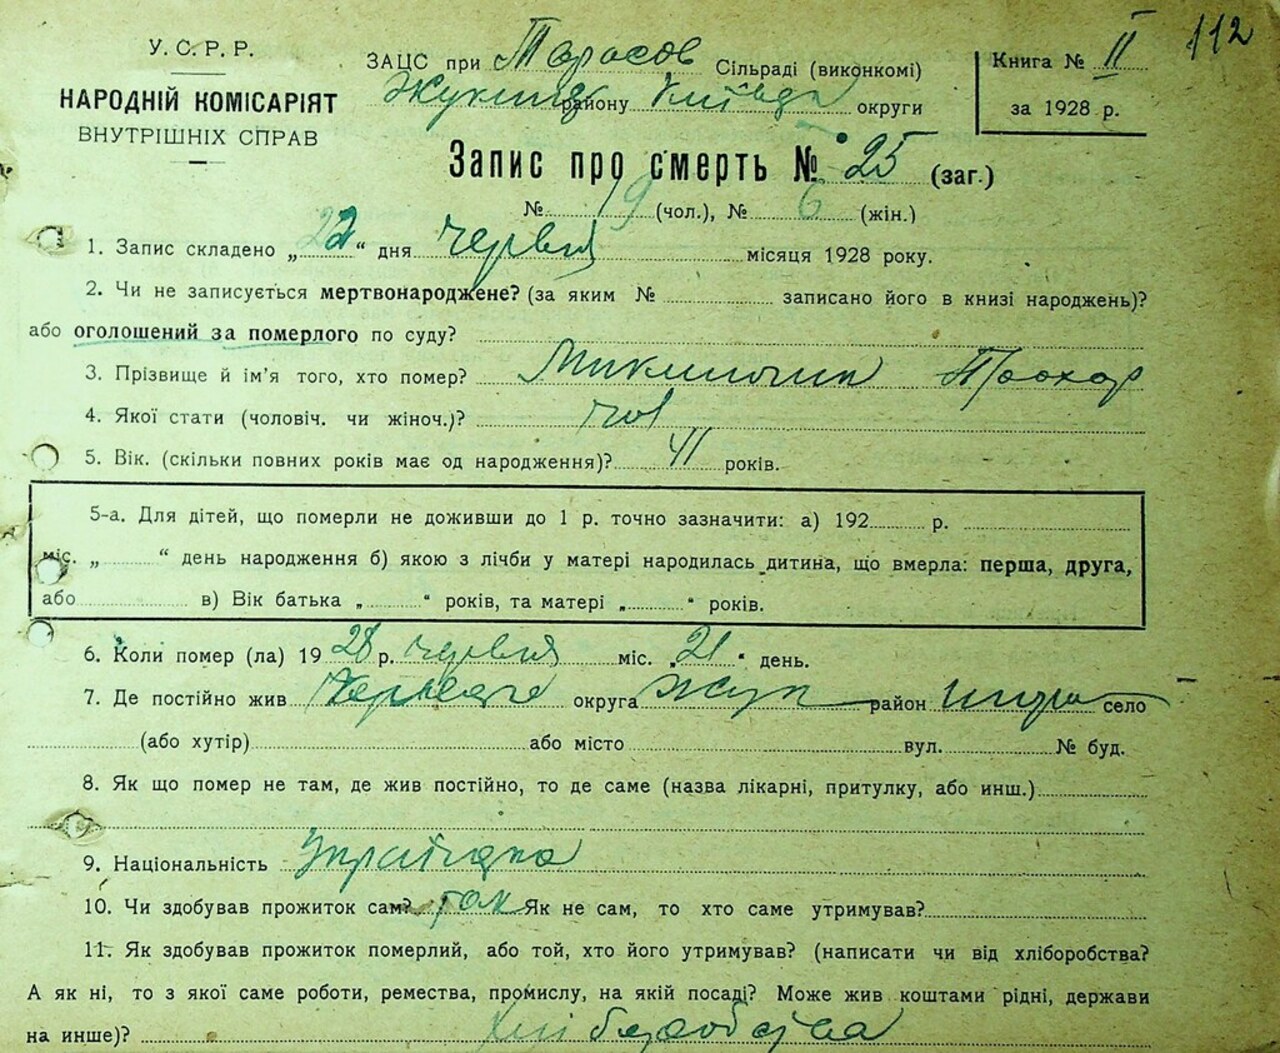 112
У. С. Р. Р.
НАРОДНІЙ КОМІСАРІЯТ
ВНУТРІШНІХ СПРАВ
ЗАЦС при Тарасов Сільраді (виконкомі)
району округи
Книга № II
за 1928 р.
Запис про смерть № 25 (заг.)
№ 19 (чол.), № 6 (жін.)
1. Запис складено „22“ дня червня місяця 1928 року.
2. Чи не записується мертвонароджене? (за яким № записано його в книзі народжень)?
або оголошений за померлого по суду?
3. Прізвище й ім'я того, хто помер? Прохор
4. Якої стати (чоловіч. чи жіноч.)? чол
5. Вік. (скільки повних років має од народження)? 41 років.
5-а. Для дітей, що померли не доживши до 1 р. точно зазначити: а) 192 р.
міс. „ “ день народження б) якою з лічби у матері народилась дитина, що вмерла: перша, друга,
або в) Вік батька „ “ років, та матері „ “ років.
6. Коли помер (ла) 1928 р. червня міс. „21“ день.
7. Де постійно жив округа Жук район село
(або хутір) або місто вул. № буд.
8. Як що помер не там, де жив постійно, то де саме (назва лікарні, притулку, або инш.)
9. Національність
10. Чи здобував прожиток сам? так Як не сам, то хто саме утримував?
11. Як здобував прожиток померлий, або той, хто його утримував? (написати чи від хліборобства?
А як ні, то з якої саме роботи, ремества, промислу, на якій посаді? Може жив коштами рідні, держави
на инше)? Хліборобства